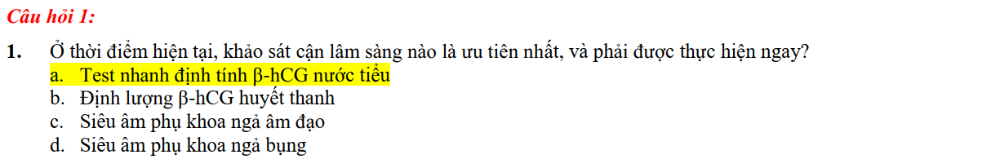 Câu hỏi 1:
1. Ở thời điểm hiện tại, khảo sát cận lâm sàng nào là ưu tiên nhất, và phải được thực hiện ngay?
a. Test nhanh định tính β-hCG nước tiểu
b. Định lượng β-hCG huyết thanh
c. Siêu âm phụ khoa ngả âm đạo
d. Siêu âm phụ khoa ngả bụng